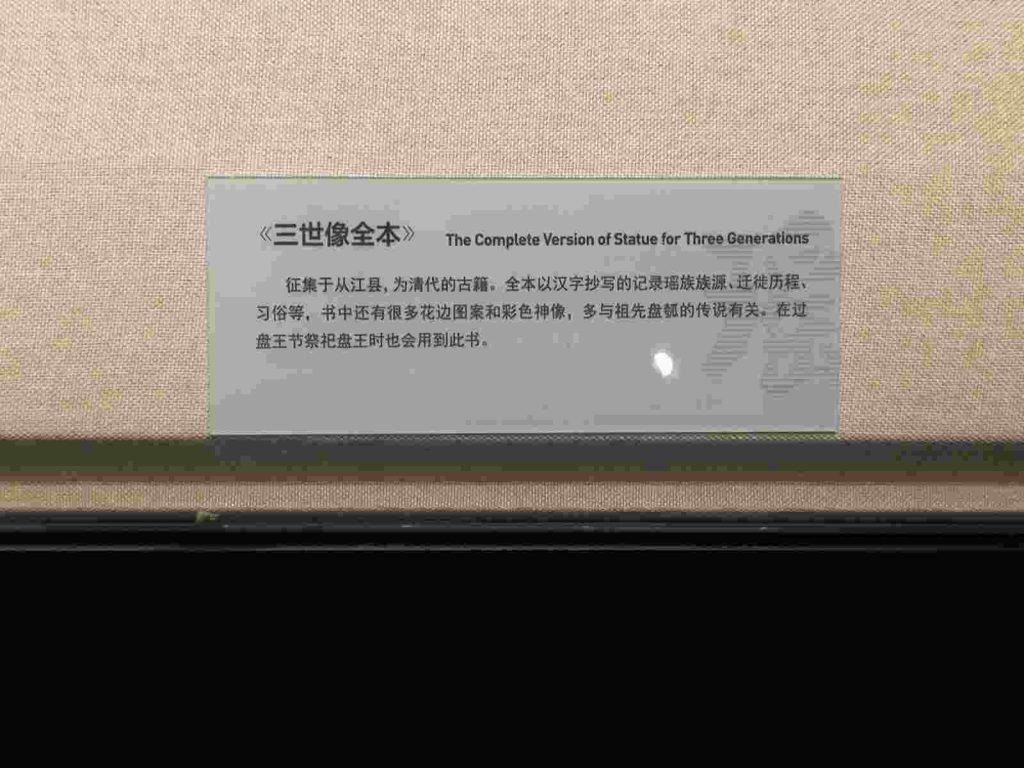 《三世像全本》 The Complete Version of Statue for Three Generations
征集于从江县，为清代的古籍。全本以汉字抄写的记录瑶族族源、迁徙历程、
习俗等，书中还有很多花边图案和彩色神像，多与祖先盘瓠的传说有关。在过
盘王节祭祀盘王时也会用到此书。